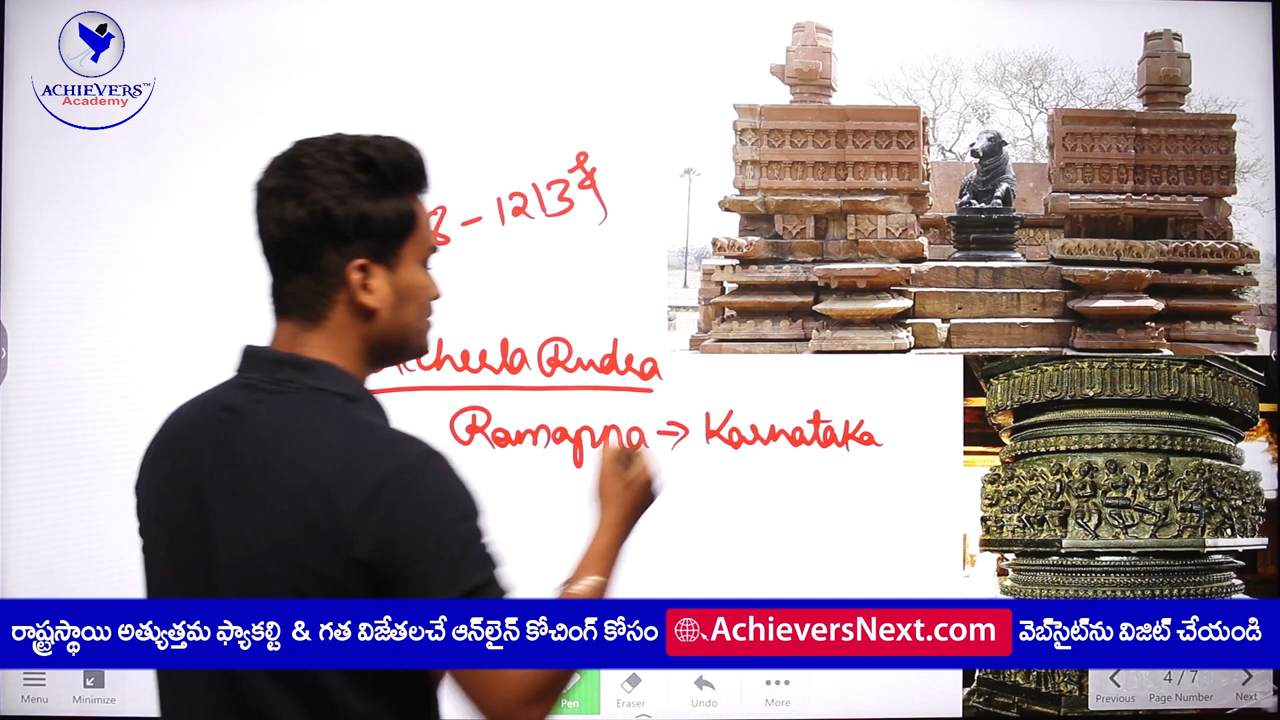 ACHIEVERS™
Academy
8 - 1213
cherla Rudra
Ramappa → Karnataka
రాష్ట్రస్థాయి అత్యుత్తమ ఫ్యాకల్టి & గత విజేతలచే ఆన్‌లైన్ కోచింగ్ కోసం AchieversNext.com వెబ్‌సైట్‌ను విజిట్ చేయండి
Menu Minimize Pen Eraser Undo More Previous 4 / 7 Page Number Next